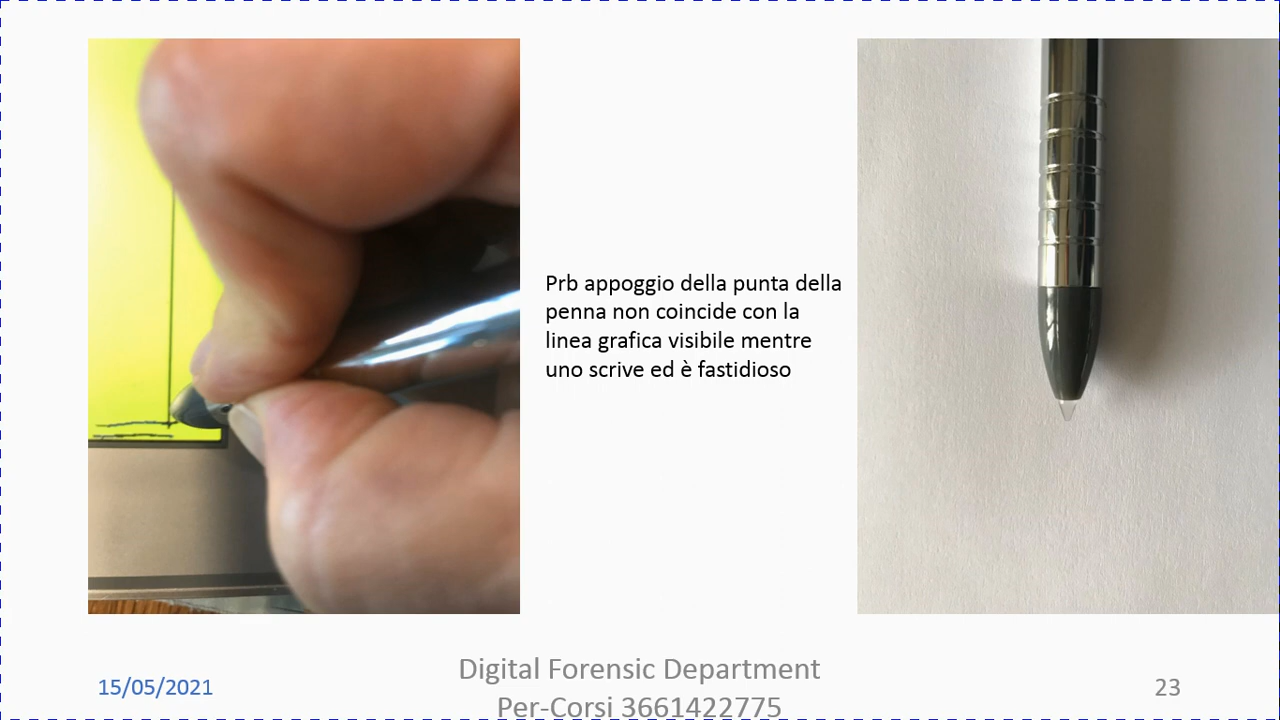 Prb appoggio della punta della
penna non coincide con la
linea grafica visibile mentre
uno scrive ed è fastidioso
15/05/2021
Digital Forensic Department
Per-Corsi 3661422775
23